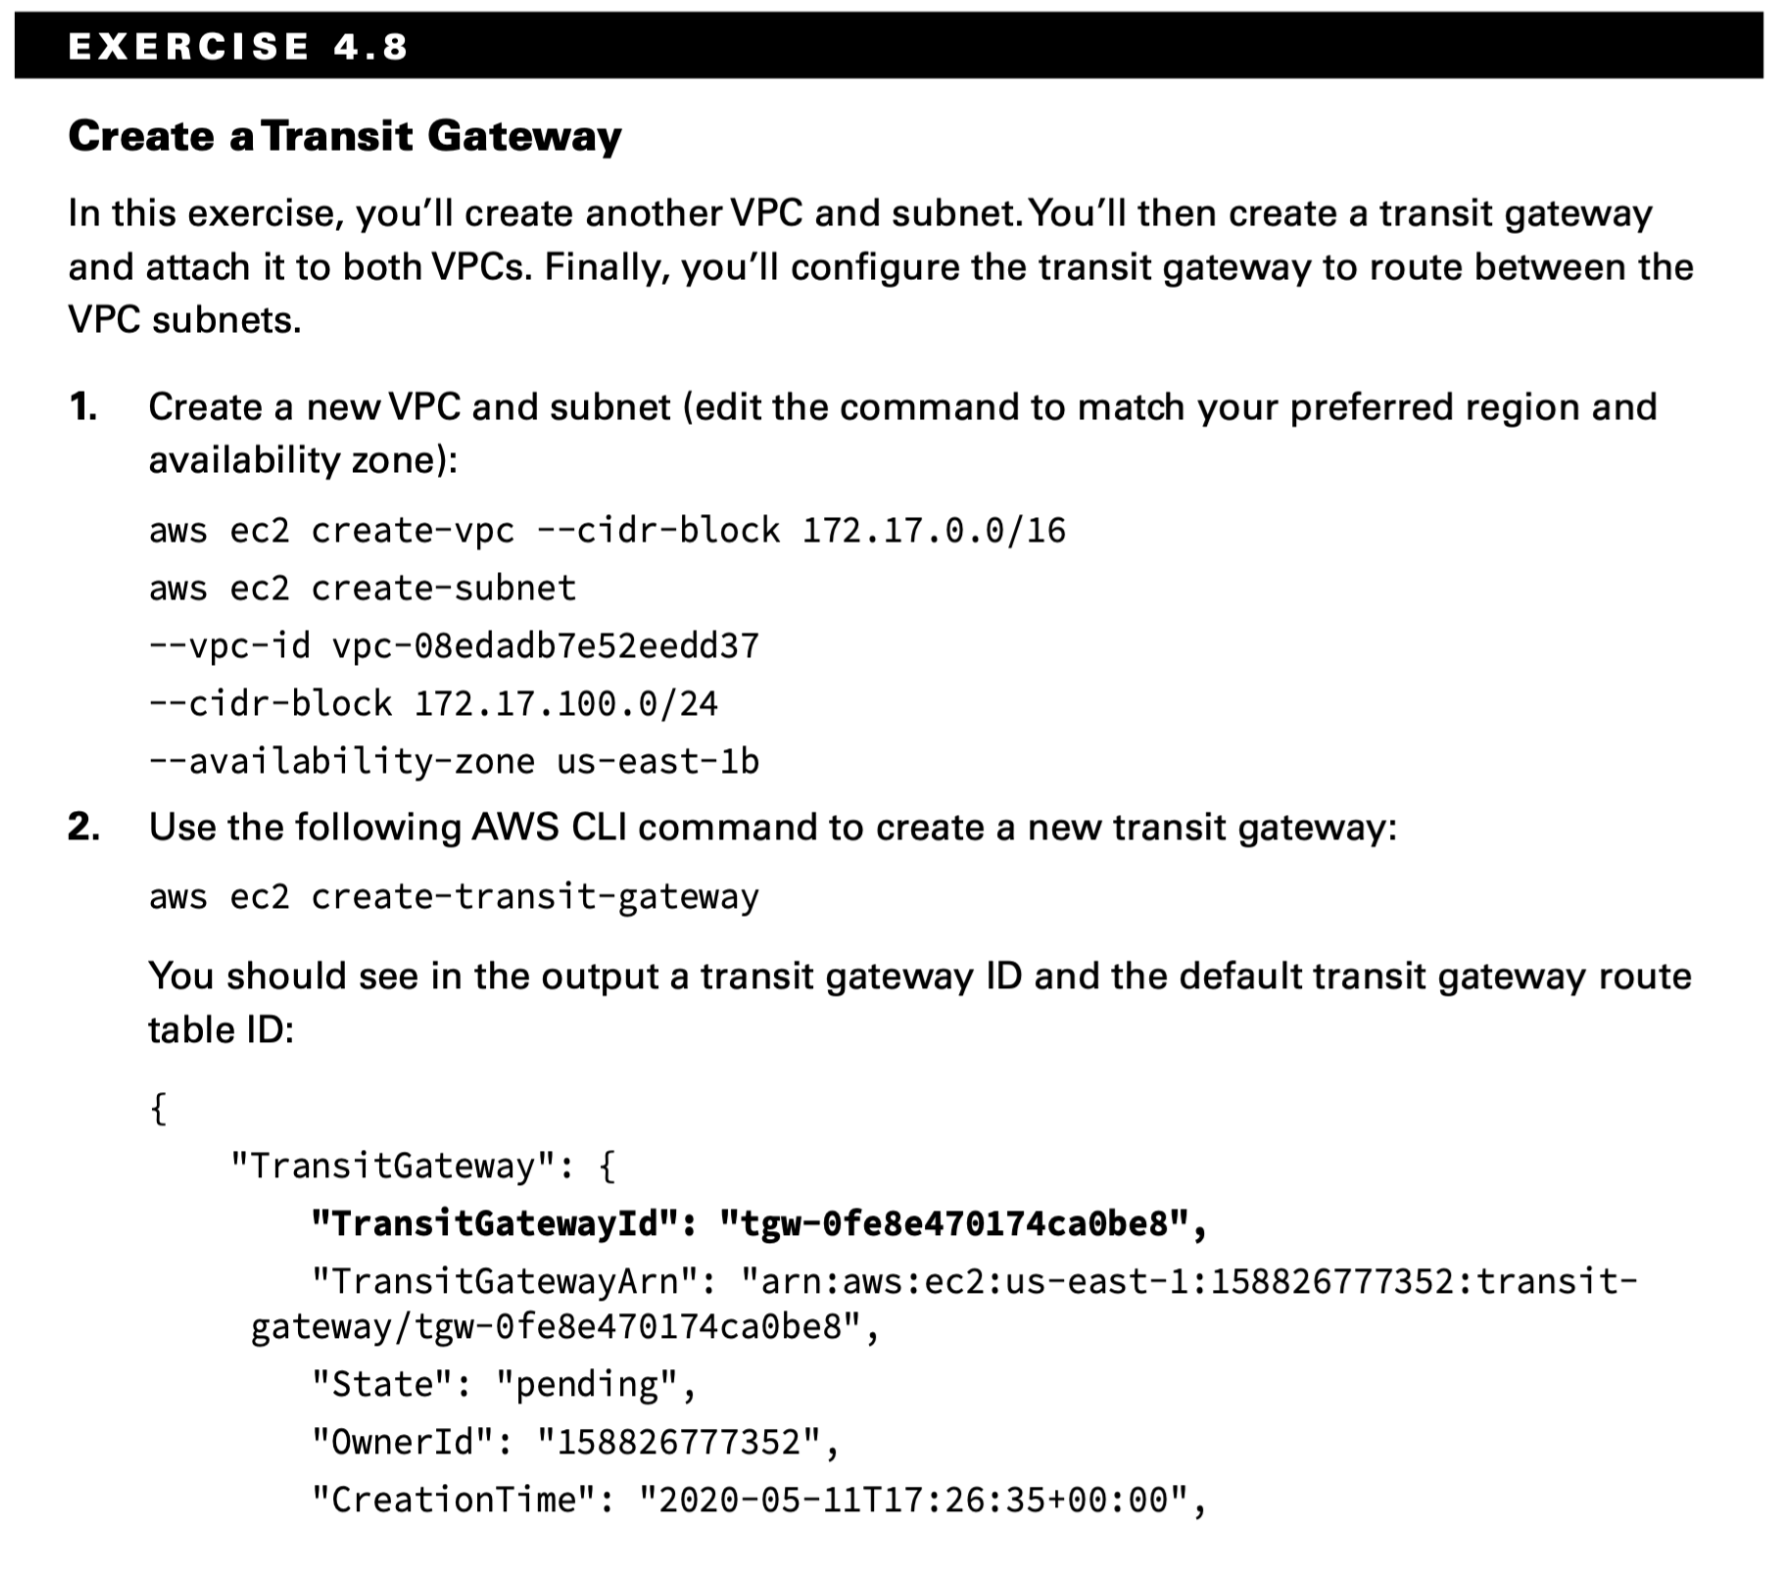 EXERCISE 4.8
Create a Transit Gateway
In this exercise, you’ll create another VPC and subnet. You’ll then create a transit gateway
and attach it to both VPCs. Finally, you’ll configure the transit gateway to route between the
VPC subnets.
1. Create a new VPC and subnet (edit the command to match your preferred region and
availability zone):
aws ec2 create-vpc --cidr-block 172.17.0.0/16
aws ec2 create-subnet
--vpc-id vpc-08edadb7e52eedd37
--cidr-block 172.17.100.0/24
--availability-zone us-east-1b
2. Use the following AWS CLI command to create a new transit gateway:
aws ec2 create-transit-gateway
You should see in the output a transit gateway ID and the default transit gateway route
table ID:
{
"TransitGateway": {
"TransitGatewayId": "tgw-0fe8e470174ca0be8",
"TransitGatewayArn": "arn:aws:ec2:us-east-1:158826777352:transit-
gateway/tgw-0fe8e470174ca0be8",
"State": "pending",
"OwnerId": "158826777352",
"CreationTime": "2020-05-11T17:26:35+00:00",